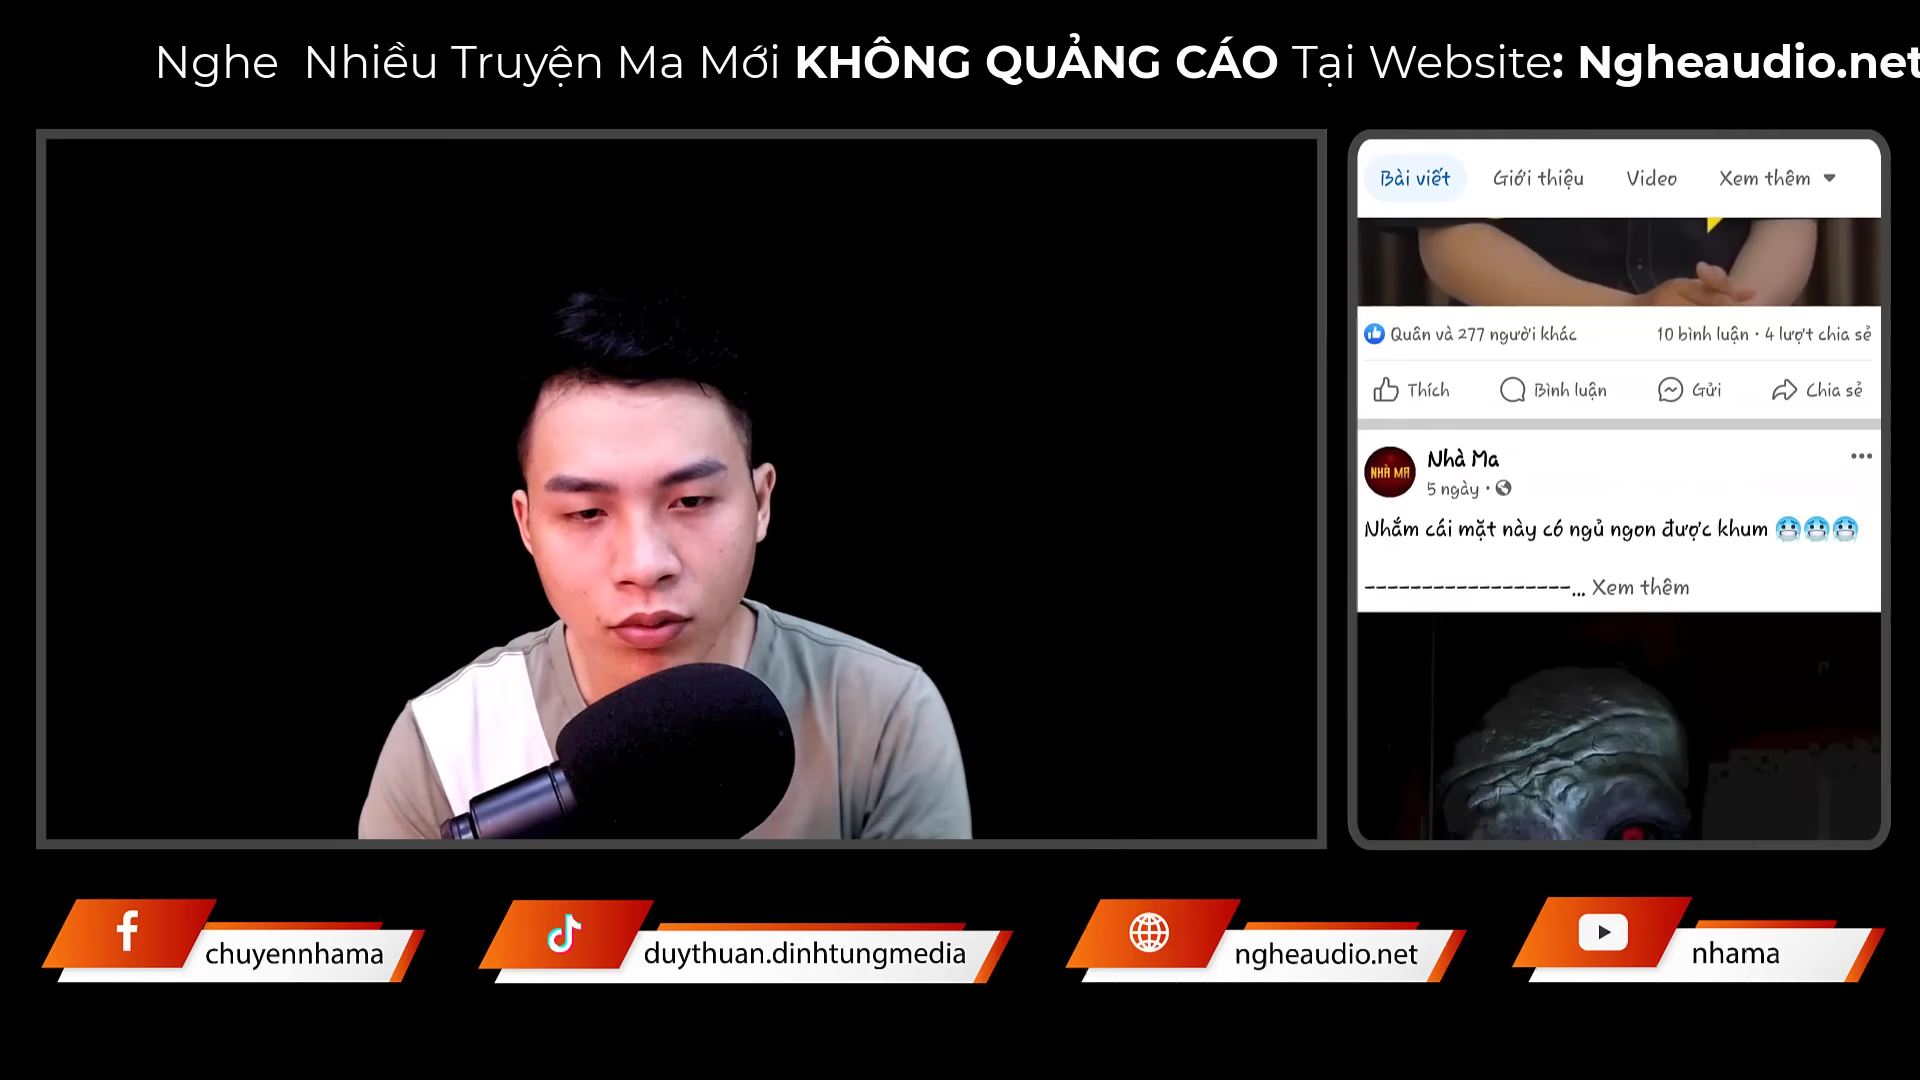 Nghe Nhiều Truyện Ma Mới KHÔNG QUẢNG CÁO Tại Website: Ngheaudio.net
Bài viết Giới thiệu Video Xem thêm
Quân và 277 người khác 10 bình luận · 4 lượt chia sẻ
Thích Bình luận Gửi Chia sẻ
NHÀ MA
Nhà Ma
5 ngày ·
Nhắm cái mặt này có ngủ ngon được khum 🥶🥶🥶
------------------... Xem thêm
chuyennhama
duythuan.dinhtungmedia
ngheaudio.net
nhama